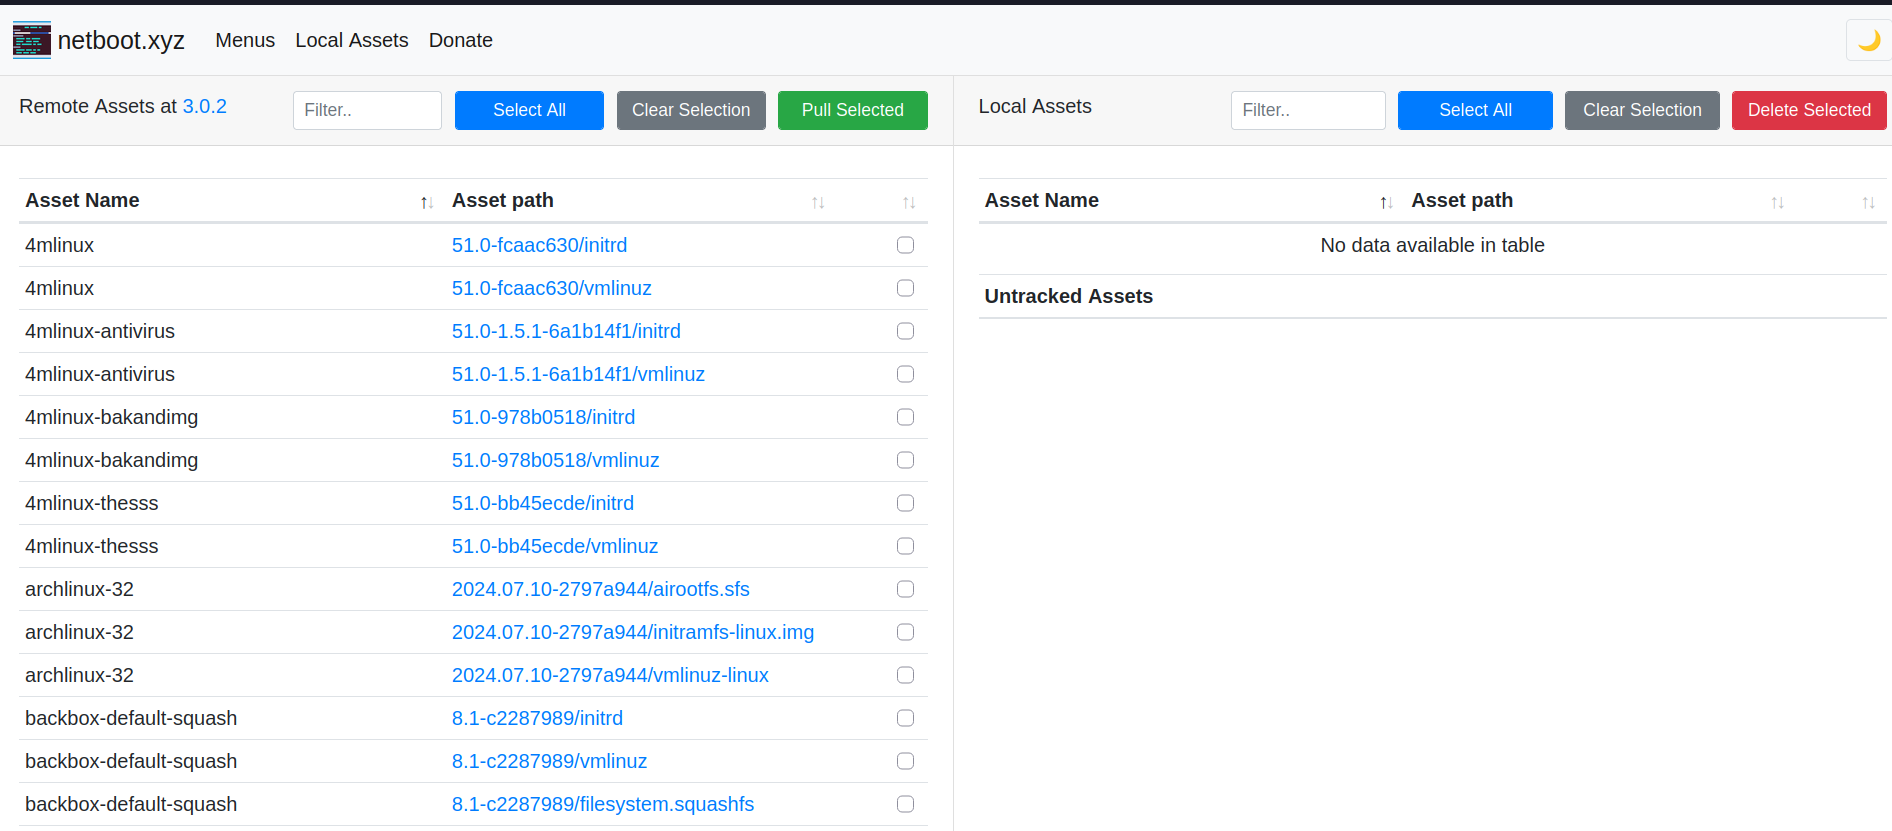 netboot.xyz Menus Local Assets Donate
Remote Assets at 3.0.2 Filter.. Select All Clear Selection Pull Selected
Asset Name Asset path
4mlinux 51.0-fcaac630/initrd
4mlinux 51.0-fcaac630/vmlinuz
4mlinux-antivirus 51.0-1.5.1-6a1b14f1/initrd
4mlinux-antivirus 51.0-1.5.1-6a1b14f1/vmlinuz
4mlinux-bakandimg 51.0-978b0518/initrd
4mlinux-bakandimg 51.0-978b0518/vmlinuz
4mlinux-thesss 51.0-bb45ecde/initrd
4mlinux-thesss 51.0-bb45ecde/vmlinuz
archlinux-32 2024.07.10-2797a944/airootfs.sfs
archlinux-32 2024.07.10-2797a944/initramfs-linux.img
archlinux-32 2024.07.10-2797a944/vmlinuz-linux
backbox-default-squash 8.1-c2287989/initrd
backbox-default-squash 8.1-c2287989/vmlinuz
backbox-default-squash 8.1-c2287989/filesystem.squashfs
Local Assets Filter.. Select All Clear Selection Delete Selected
Asset Name Asset path
No data available in table
Untracked Assets